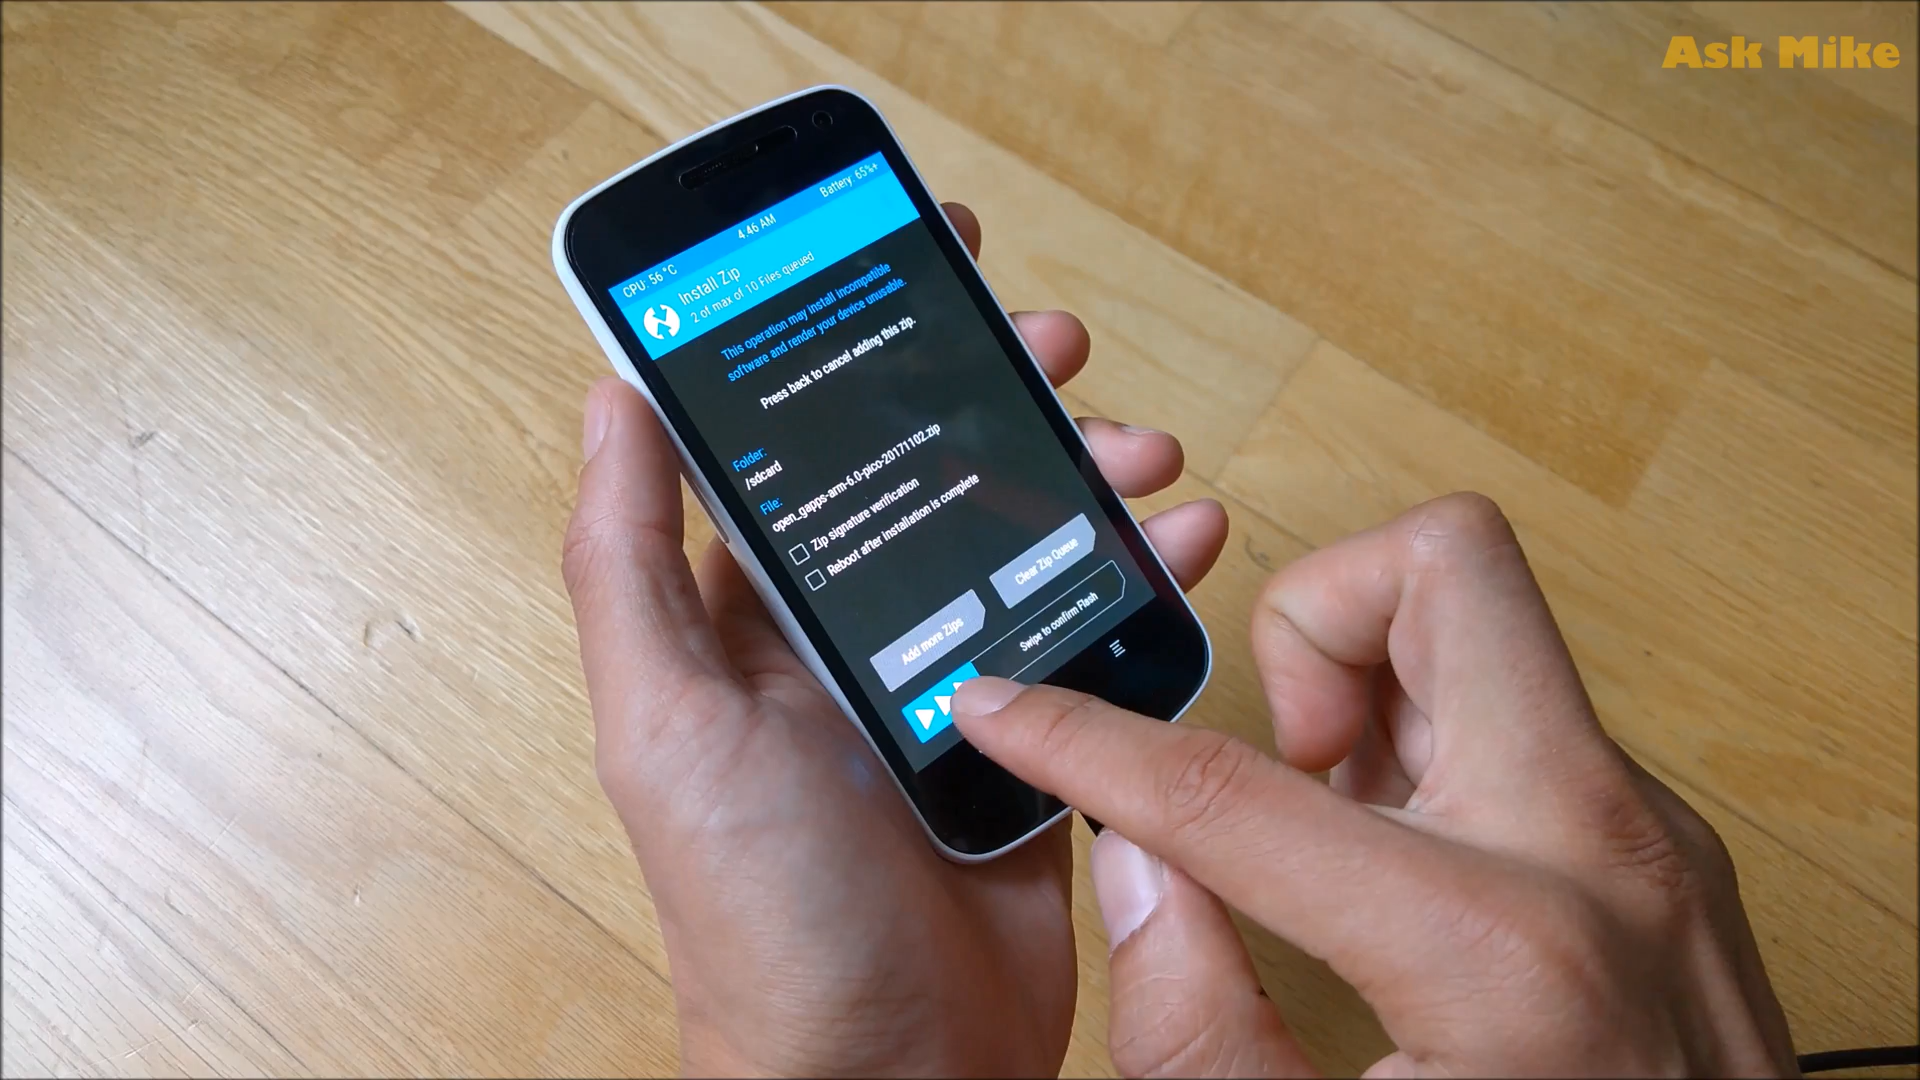 Ask Mike
CPU: 56 °C
4:46 AM
Battery: 65%+
Install Zip
2 of max of 10 Files queued
This operation may install incompatible
software and render your device unusable.
Press back to cancel adding this zip.
Folder:
/sdcard
File:
open_gapps-arm-6.0-pico-20171102.zip
Zip signature verification
Reboot after installation is complete
Add more Zips
Clear Zip Queue
Swipe to confirm Flash